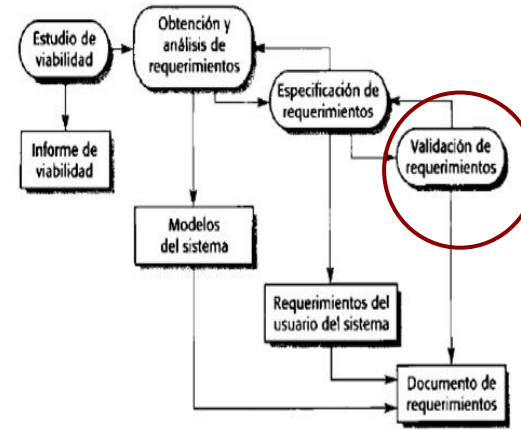 Estudio de
viabilidad
Obtención y
análisis de
requerimientos
Especificación de
requerimientos
Validación de
requerimientos
Informe de
viabilidad
Modelos
del sistema
Requerimientos del
usuario del sistema
Documento de
requerimientos